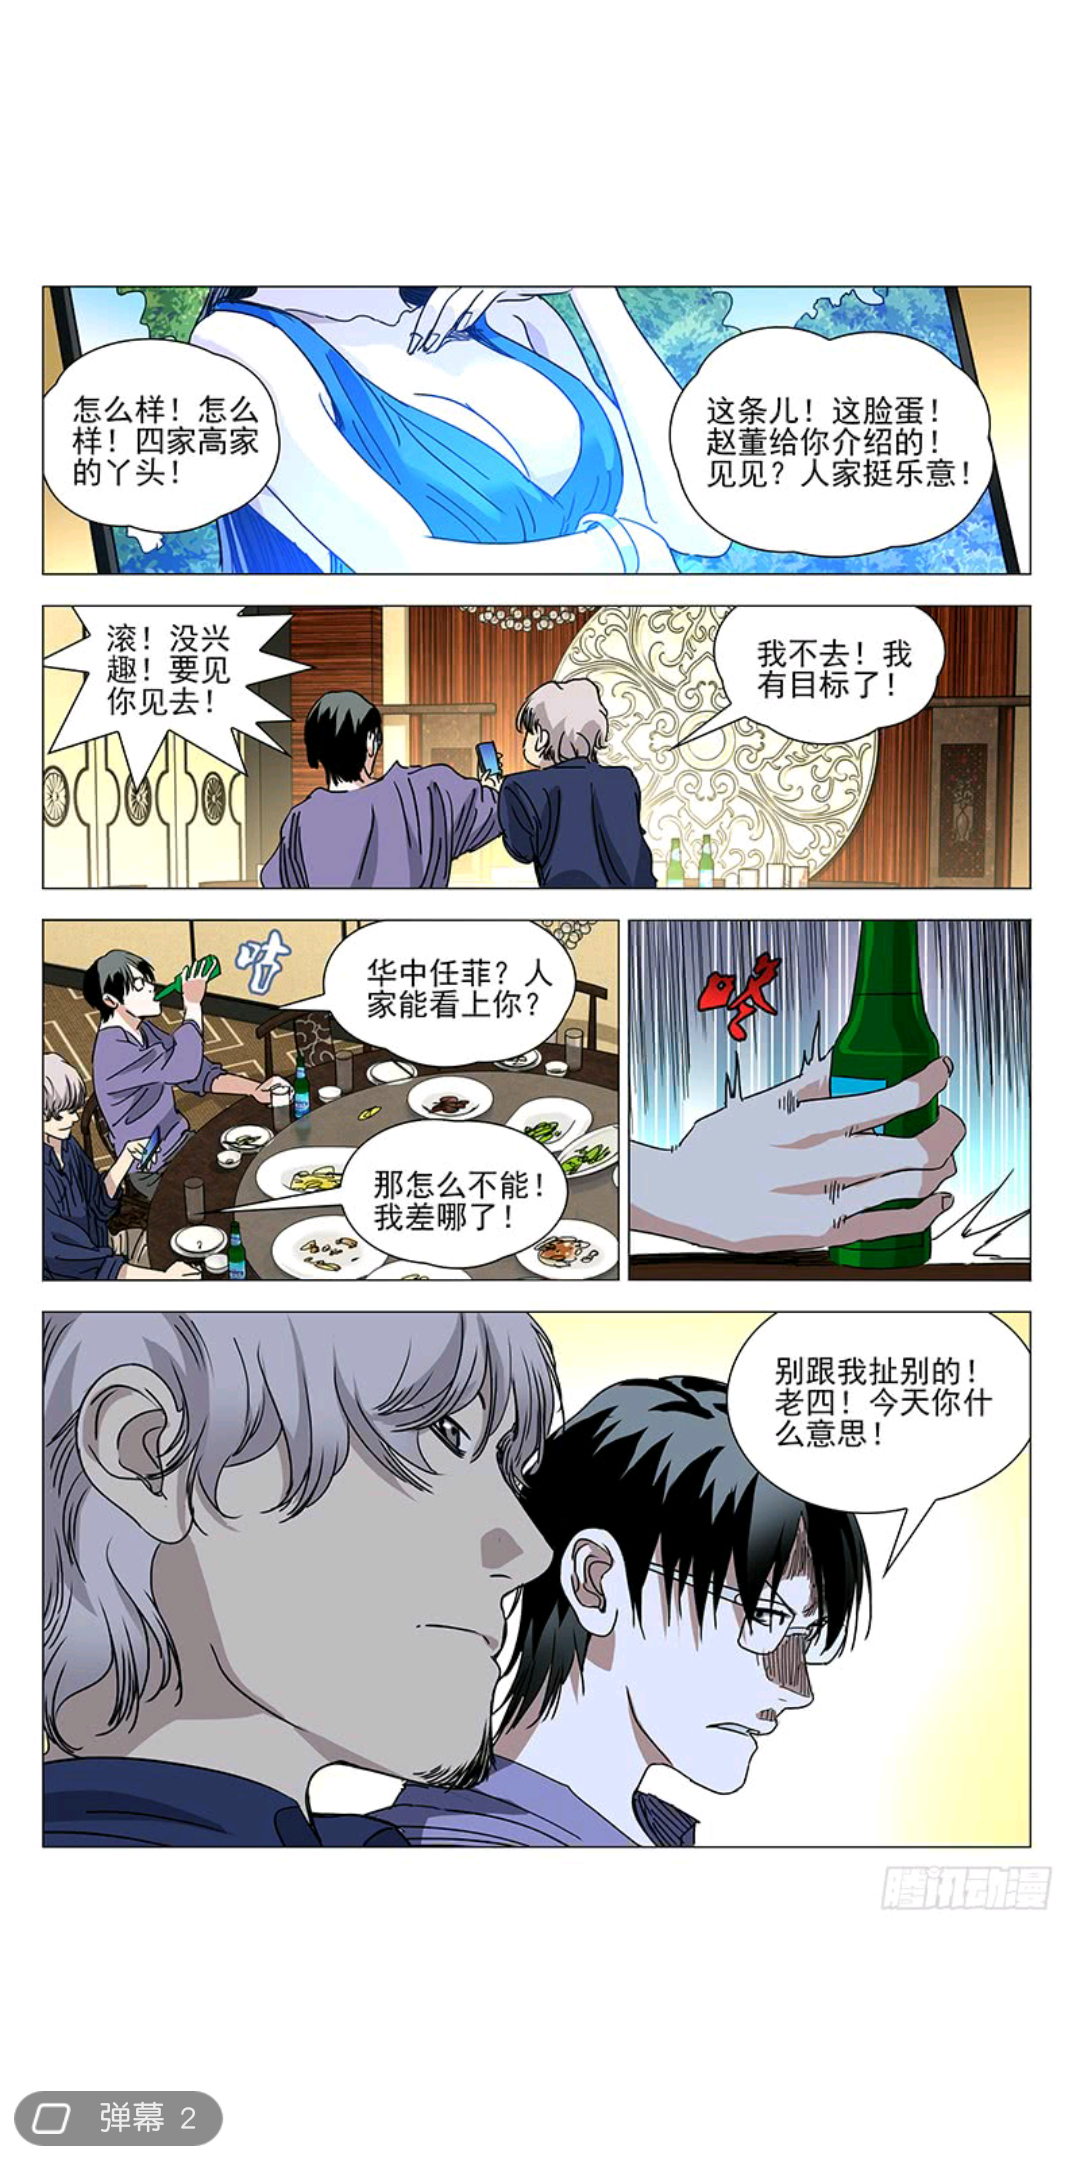 怎么样！怎么
样！四家高家
的丫头！
这条儿！这脸蛋！
赵董给你介绍的！
见见？人家挺乐意！
滚！没兴
趣！要见
你见去！
我不去！我
有目标了！
咕
华中任菲？人
家能看上你？
那怎么不能！
我差哪了！
咚
别跟我扯别的！
老四！今天你什
么意思！
腾讯动漫
弹幕 2